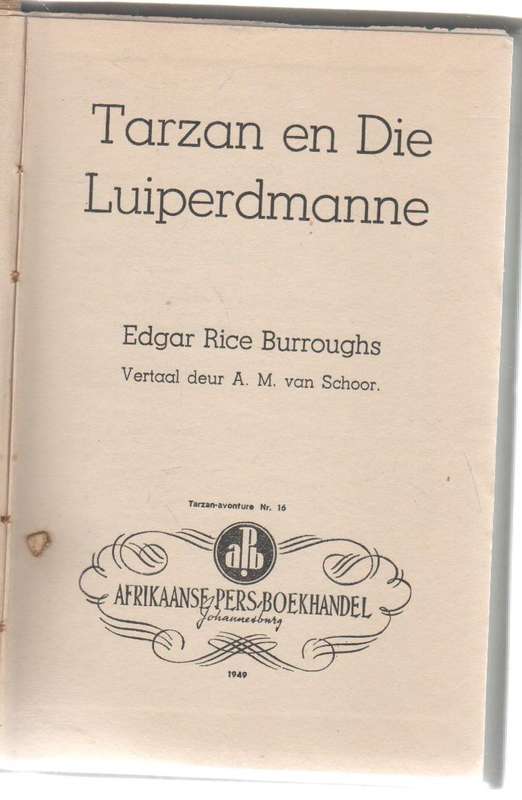 Tarzan en Die
Luiperdmanne
Edgar Rice Burroughs
Vertaal deur A. M. van Schoor.
Tarzan-avonture Nr. 16
aPb
AFRIKAANSE PERS BOEKHANDEL
Johannesburg
1949